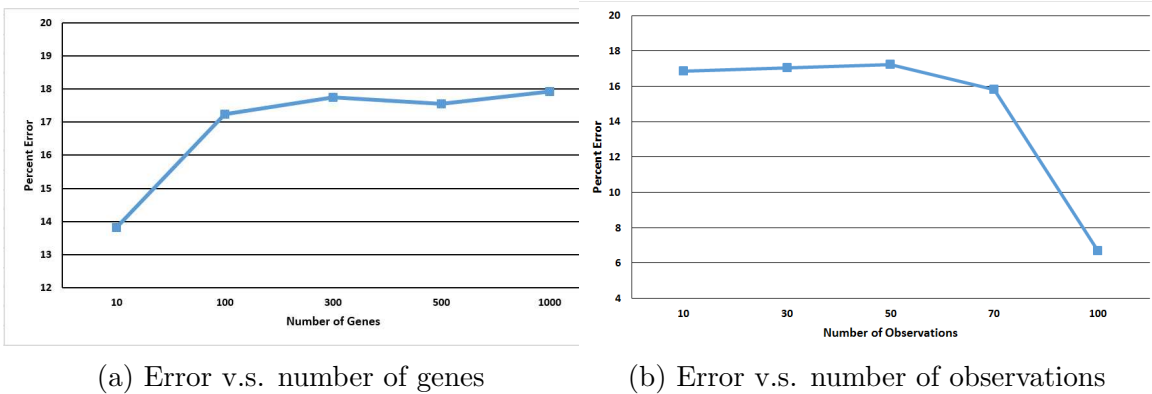 20
19
18
17
16
15
14
13
12
Percent Error
10 100 300 500 1000
Number of Genes
20
18
16
14
12
10
8
6
4
Percent Error
10 30 50 70 100
Number of Observations
(a) Error v.s. number of genes
(b) Error v.s. number of observations